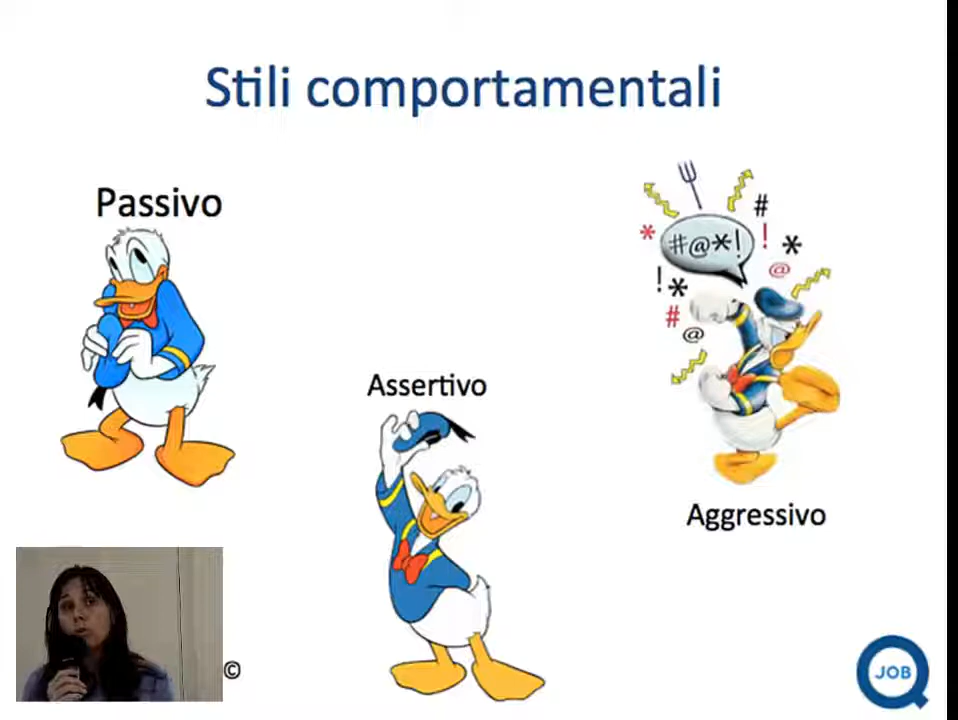 Stili comportamentali
Passivo
#
#@*!
*
!
*
@
!
*
#
@
Assertivo
Aggressivo
©
JOB